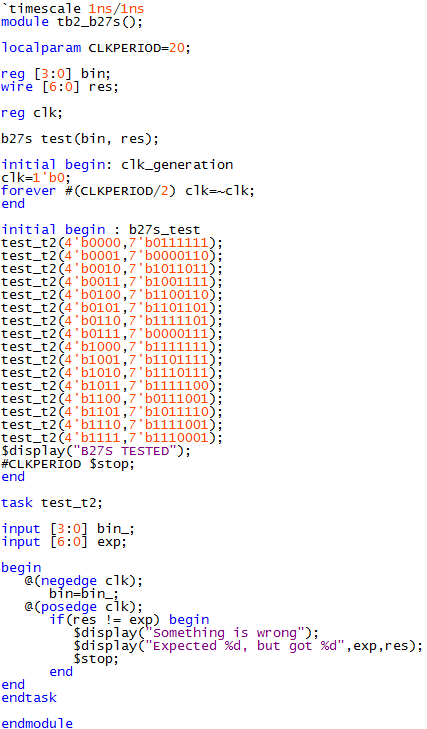 `timescale 1ns/1ns
module tb2_b27s();
localparam CLKPERIOD=20;
reg [3:0] bin;
wire [6:0] res;
reg clk;
b27s test(bin, res);
initial begin: clk_generation
clk=1'b0;
forever #(CLKPERIOD/2) clk=~clk;
end
initial begin : b27s_test
test_t2(4'b0000,7'b0111111);
test_t2(4'b0001,7'b0000110);
test_t2(4'b0010,7'b1011011);
test_t2(4'b0011,7'b1001111);
test_t2(4'b0100,7'b1100110);
test_t2(4'b0101,7'b1101101);
test_t2(4'b0110,7'b1111101);
test_t2(4'b0111,7'b0000111);
test_t2(4'b1000,7'b1111111);
test_t2(4'b1001,7'b1101111);
test_t2(4'b1010,7'b1110111);
test_t2(4'b1011,7'b1111100);
test_t2(4'b1100,7'b0111001);
test_t2(4'b1101,7'b1011110);
test_t2(4'b1110,7'b1111001);
test_t2(4'b1111,7'b1110001);
$display("B27S TESTED");
#CLKPERIOD $stop;
end
task test_t2;
input [3:0] bin_;
input [6:0] exp;
begin
@(negedge clk);
bin=bin_;
@(posedge clk);
if(res != exp) begin
$display("Something is wrong");
$display("Expected %d, but got %d",exp,res);
$stop;
end
end
endtask
endmodule